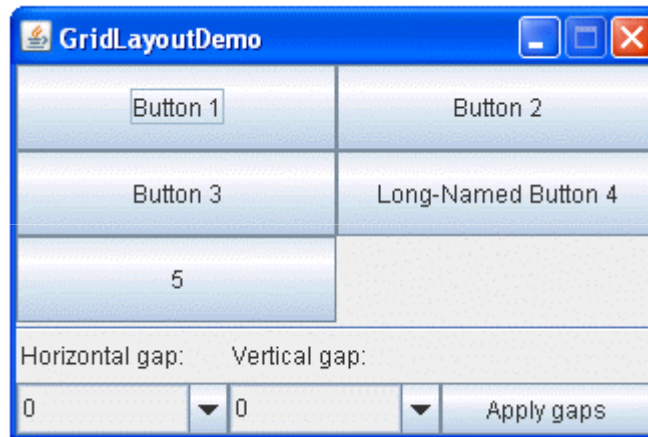 GridLayoutDemo
Button 1 Button 2
Button 3 Long-Named Button 4
5
Horizontal gap: Vertical gap:
0 0 Apply gaps